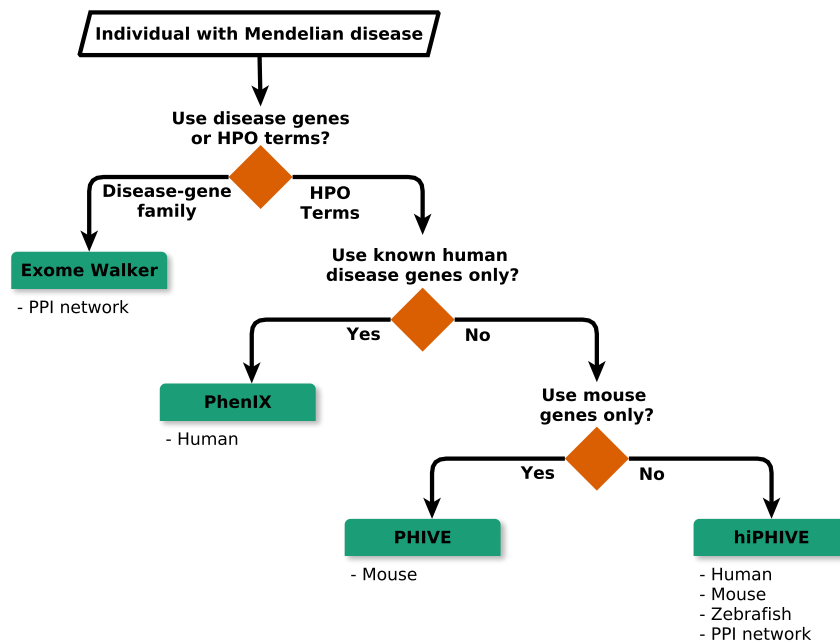 Individual with Mendelian disease
Use disease genes
or HPO terms?
Disease-gene
family
HPO
Terms
Exome Walker
- PPI network
Use known human
disease genes only?
Yes
No
PhenIX
- Human
Use mouse
genes only?
Yes
No
PHIVE
- Mouse
hiPHIVE
- Human
- Mouse
- Zebrafish
- PPI network